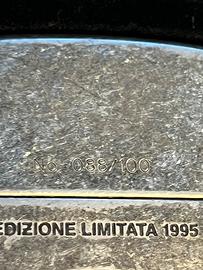 No. 088/100
EDIZIONE LIMITATA 1995